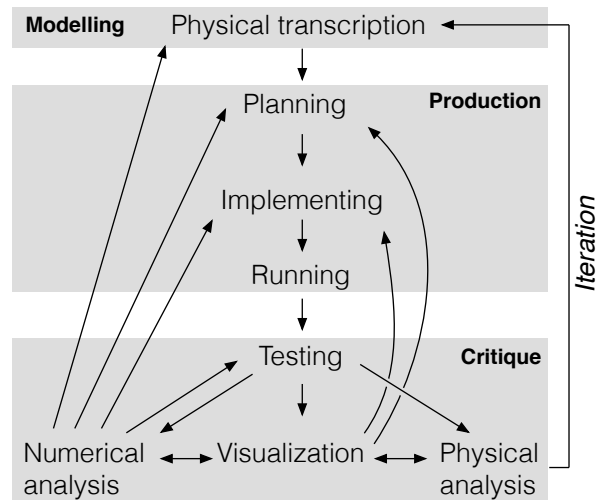 Modelling
Physical transcription
Production
Planning
Implementing
Running
Iteration
Critique
Testing
Numerical
analysis
Visualization
Physical
analysis